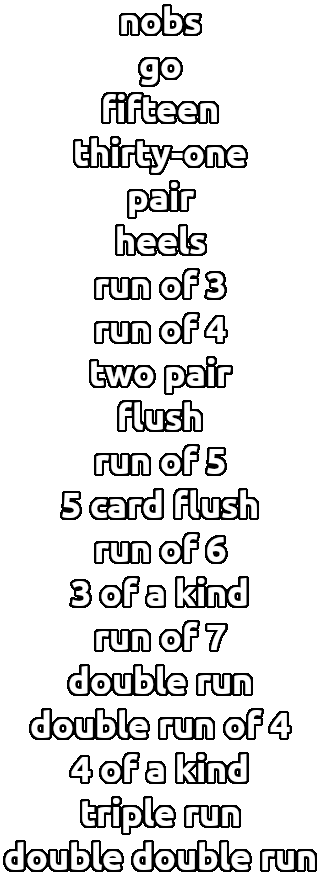 nobs
go
fifteen
thirty-one
pair
heels
run of 3
run of 4
two pair
flush
run of 5
5 card flush
run of 6
3 of a kind
run of 7
double run
double run of 4
4 of a kind
triple run
double double run